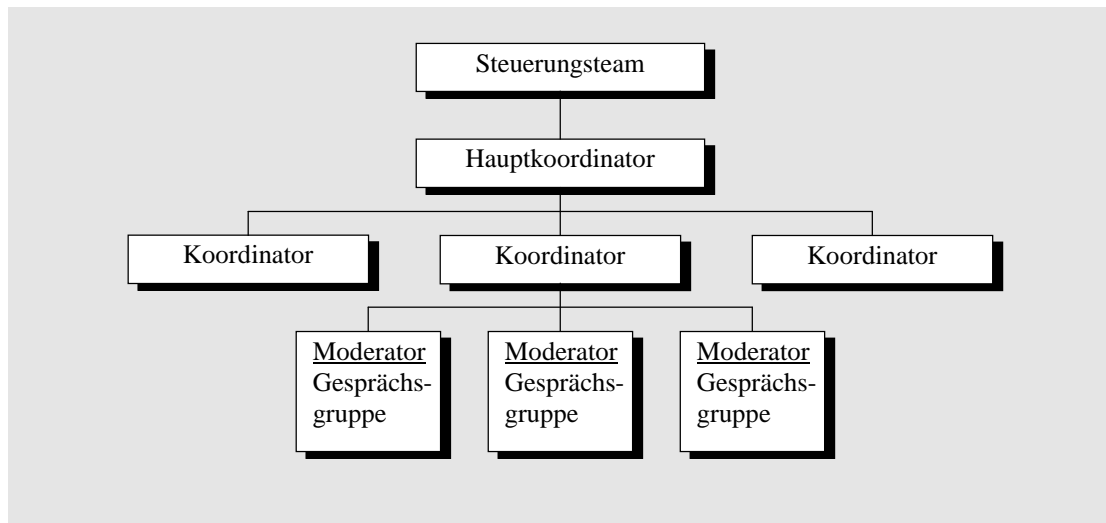 Steuerungsteam
Hauptkoordinator
Koordinator
Koordinator
Koordinator
Moderator
Gesprächs-
gruppe
Moderator
Gesprächs-
gruppe
Moderator
Gesprächs-
gruppe